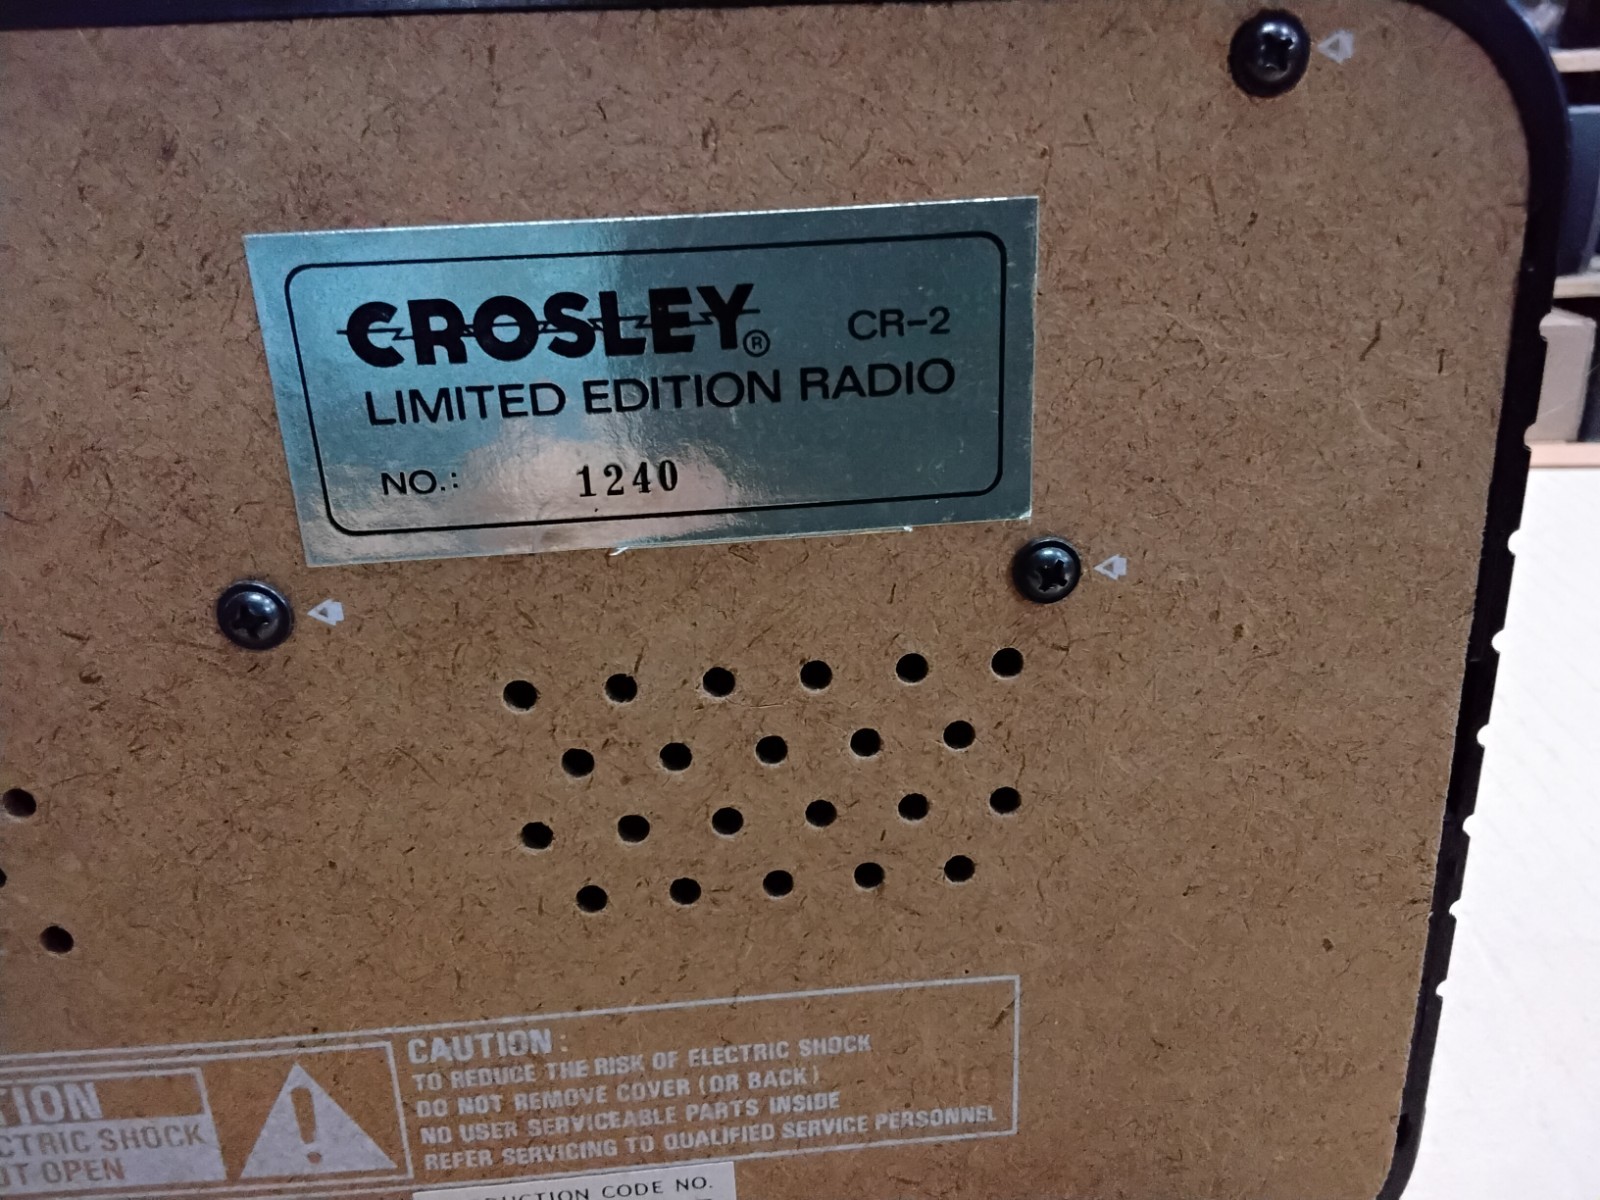 CROSLEY® CR-2
LIMITED EDITION RADIO
NO.: 1240
CAUTION:
TO REDUCE THE RISK OF ELECTRIC SHOCK
DO NOT REMOVE COVER (OR BACK)
NO USER SERVICEABLE PARTS INSIDE
REFER SERVICING TO QUALIFIED SERVICE PERSONNEL
TION
CTRIC SHOCK
OT OPEN
!
UCTION CODE NO.